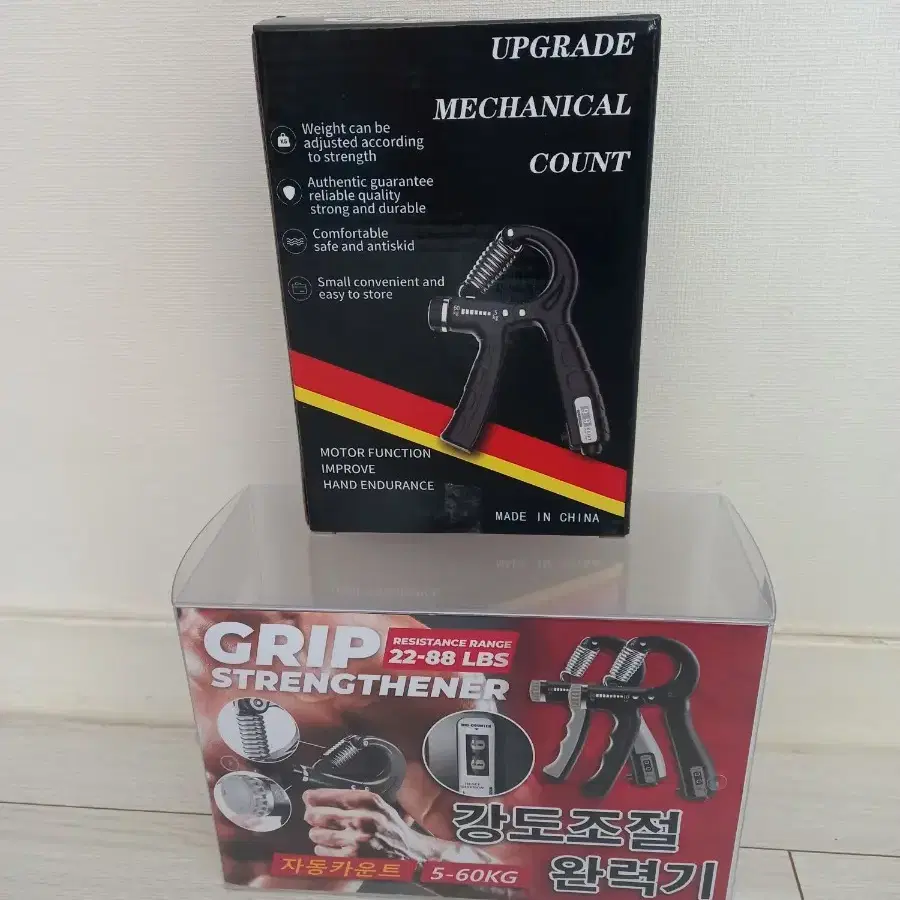 UPGRADE
MECHANICAL
COUNT
Weight can be
adjusted according
to strength
Authentic guarantee
reliable quality
strong and durable
Comfortable
safe and antiskid
Small convenient and
easy to store
MOTOR FUNCTION
IMPROVE
HAND ENDURANCE
MADE IN CHINA
GRIP
STRENGTHENER
RESISTANCE RANGE
22-88 LBS
강도조절
완력기
자동카운트
5-60KG